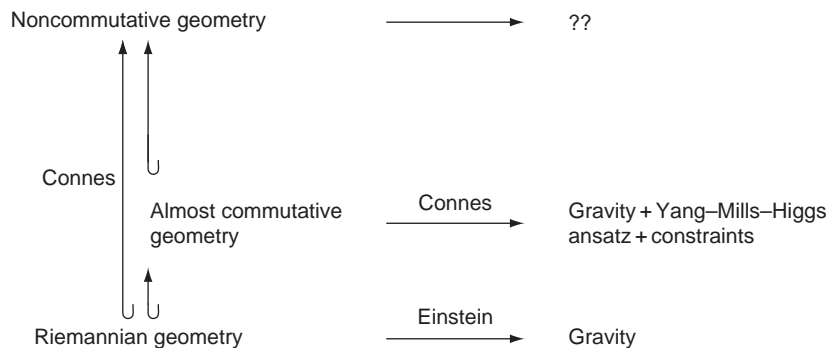 Noncommutative geometry
??
Connes
Almost commutative
geometry
Connes
Gravity + Yang–Mills–Higgs
ansatz + constraints
Riemannian geometry
Einstein
Gravity